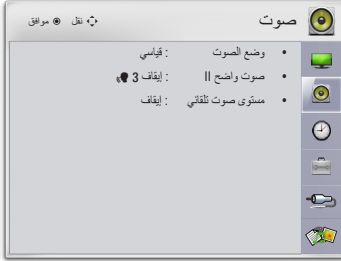 صوت
نقل موافق
وضع الصوت : قياسي
صوت واضح II : إيقاف 3
مستوى صوت تلقائي : إيقاف